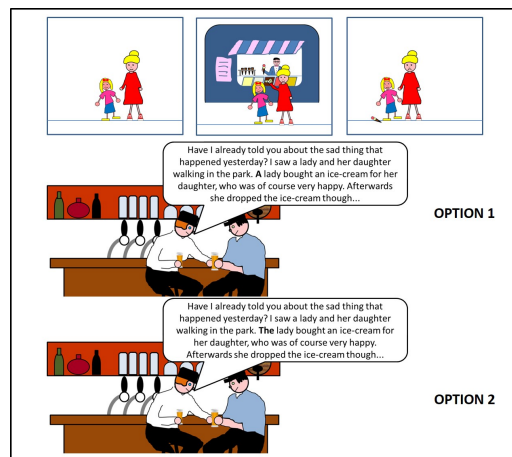 Have I already told you about the sad thing that
happened yesterday? I saw a lady and her daughter
walking in the park. A lady bought an ice-cream for her
daughter, who was of course very happy. Afterwards
she dropped the ice-cream though...
OPTION 1
Have I already told you about the sad thing that
happened yesterday? I saw a lady and her daughter
walking in the park. The lady bought an ice-cream for
her daughter, who was of course very happy.
Afterwards she dropped the ice-cream though...
OPTION 2